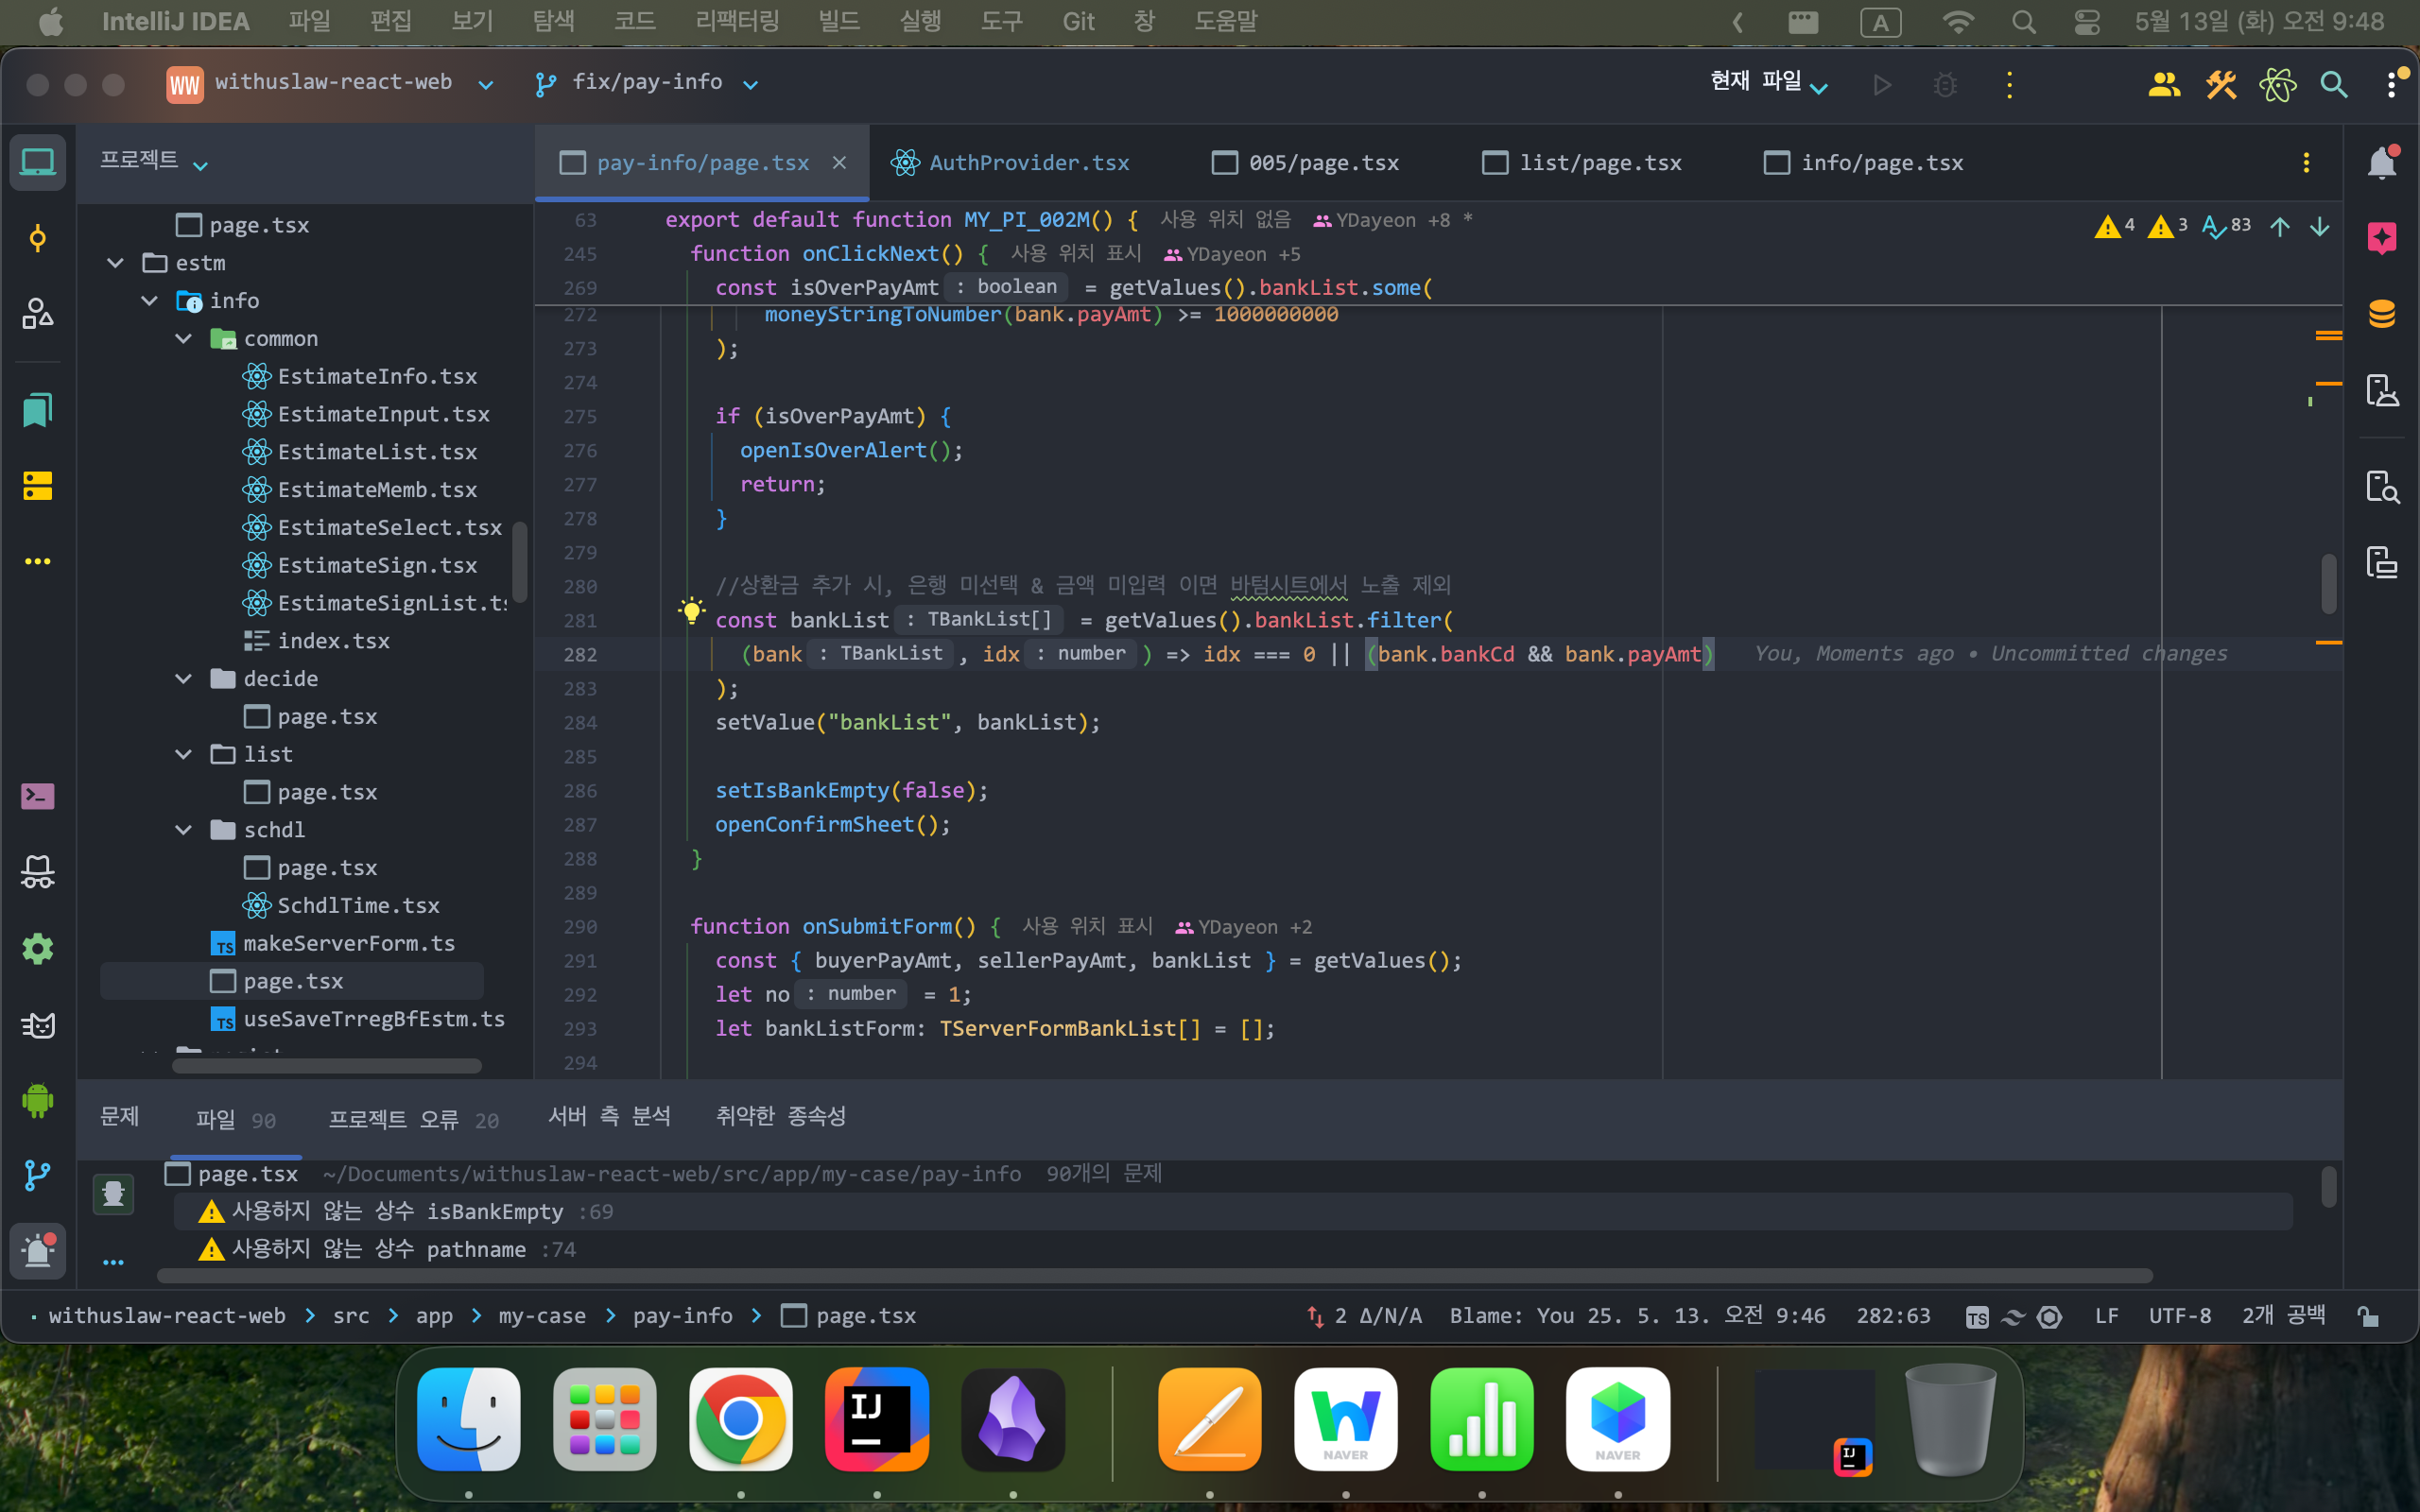 IntelliJ IDEA 파일 편집 보기 탐색 코드 리팩터링 빌드 실행 도구 Git 창 도움말 A 5월 13일 (화) 오전 9:48
WW withuslaw-react-web fix/pay-info 현재 파일
프로젝트
pay-info/page.tsx AuthProvider.tsx 005/page.tsx list/page.tsx info/page.tsx
page.tsx
estm
info
common
EstimateInfo.tsx
EstimateInput.tsx
EstimateList.tsx
EstimateMemb.tsx
EstimateSelect.tsx
EstimateSign.tsx
EstimateSignList.ts
index.tsx
decide
page.tsx
list
page.tsx
schdl
page.tsx
SchdlTime.tsx
TS makeServerForm.ts
page.tsx
TS useSaveTrregBfEstm.ts
4 3 83
63 export default function MY_PI_002M() { 사용 위치 없음 YDayeon +8 *
245 function onClickNext() { 사용 위치 표시 YDayeon +5
269 const isOverPayAmt : boolean = getValues().bankList.some(
272 moneyStringToNumber(bank.payAmt) >= 1000000000
273 );
274
275 if (isOverPayAmt) {
276 openIsOverAlert();
277 return;
278 }
279
280 //상환금 추가 시, 은행 미선택 & 금액 미입력 이면 바텀시트에서 노출 제외
281 const bankList : TBankList[] = getValues().bankList.filter(
282 (bank : TBankList , idx : number ) => idx === 0 || (bank.bankCd && bank.payAmt) You, Moments ago • Uncommitted changes
283 );
284 setValue("bankList", bankList);
285
286 setIsBankEmpty(false);
287 openConfirmSheet();
288 }
289
290 function onSubmitForm() { 사용 위치 표시 YDayeon +2
291 const { buyerPayAmt, sellerPayAmt, bankList } = getValues();
292 let no : number = 1;
293 let bankListForm: TServerFormBankList[] = [];
294
문제 파일 90 프로젝트 오류 20 서버 측 분석 취약한 종속성
page.tsx ~/Documents/withuslaw-react-web/src/app/my-case/pay-info 90개의 문제
사용하지 않는 상수 isBankEmpty :69
사용하지 않는 상수 pathname :74
withuslaw-react-web > src > app > my-case > pay-info > page.tsx 2 Δ/N/A Blame: You 25. 5. 13. 오전 9:46 282:63 TS LF UTF-8 2개 공백
IJ
NAVER
NAVER
IJ